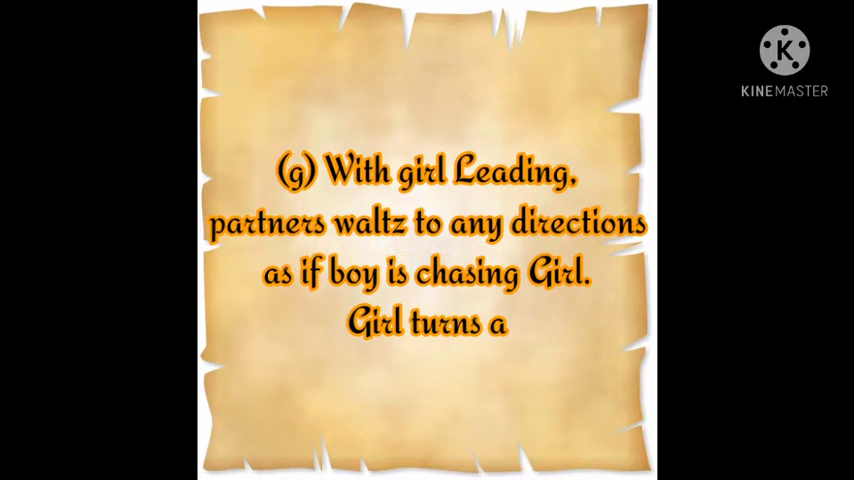 K
KINEMASTER
(g) With girl Leading,
partners waltz to any directions
as if boy is chasing Girl.
Girl turns a